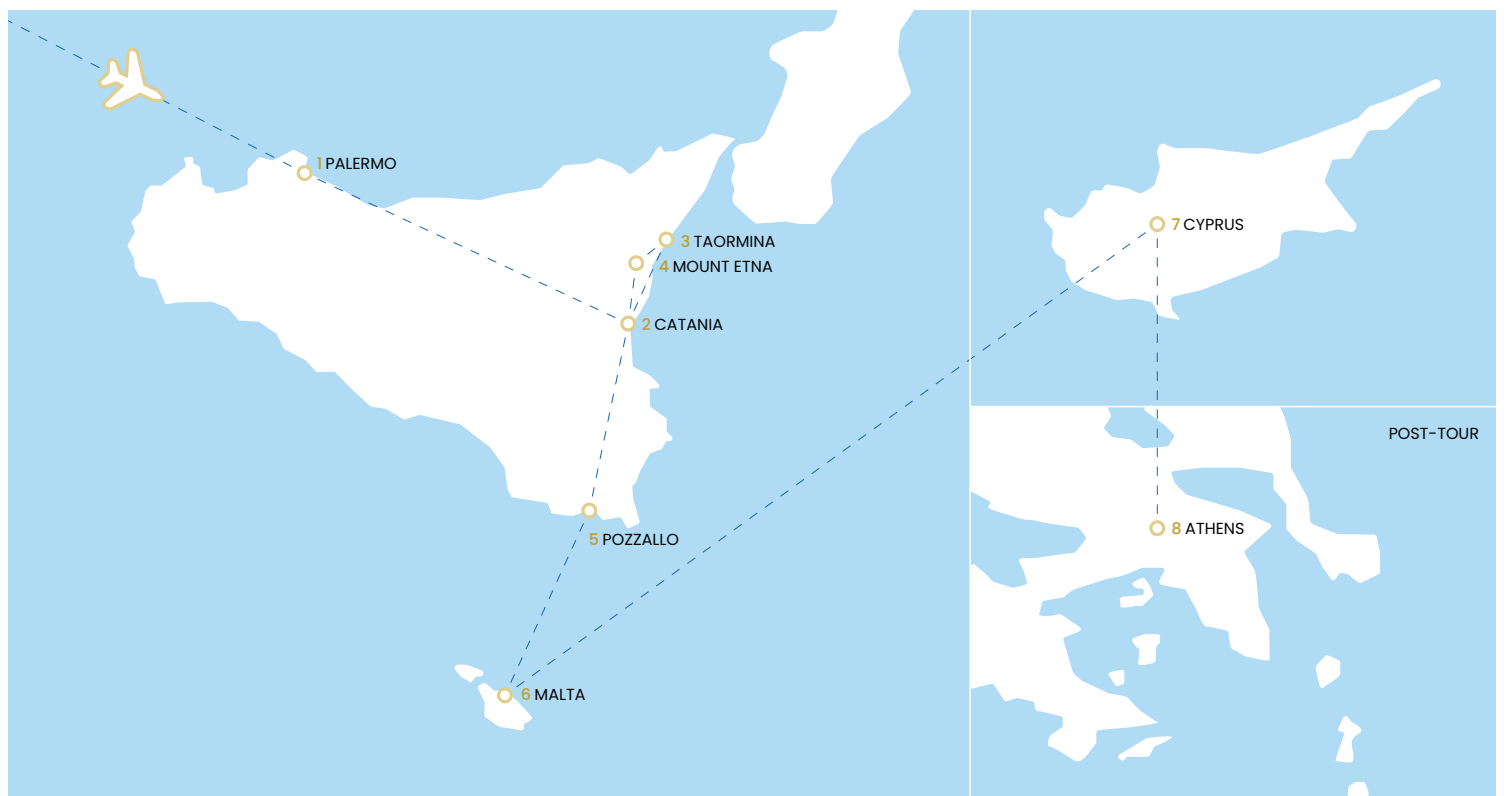 1 PALERMO
3 TAORMINA
4 MOUNT ETNA
2 CATANIA
5 POZZALLO
6 MALTA
7 CYPRUS
POST-TOUR
8 ATHENS